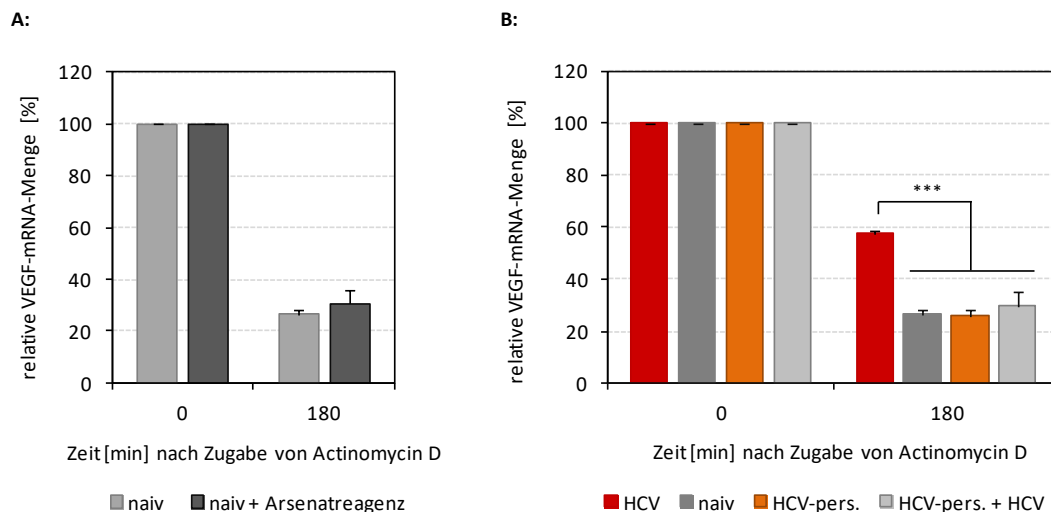 A:
relative VEGF-mRNA-Menge [%]
120
100
80
60
40
20
0
0 180
Zeit [min] nach Zugabe von Actinomycin D
naiv naiv + Arsenatreagenz
B:
relative VEGF-mRNA-Menge [%]
120
100
80
60
40
20
0
***
0 180
Zeit [min] nach Zugabe von Actinomycin D
HCV naiv HCV-pers. HCV-pers. + HCV